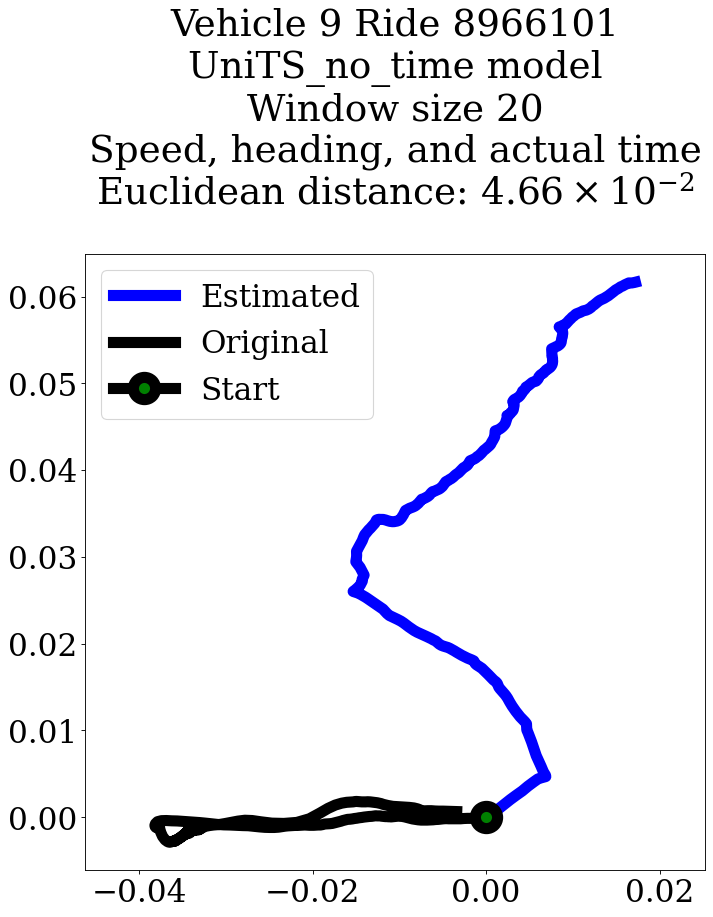 Vehicle 9 Ride 8966101
UniTS_no_time model
Window size 20
Speed, heading, and actual time
Euclidean distance: 4.66 × 10⁻²
Estimated
Original
Start
0.06
0.05
0.04
0.03
0.02
0.01
0.00
−0.04
−0.02
0.00
0.02